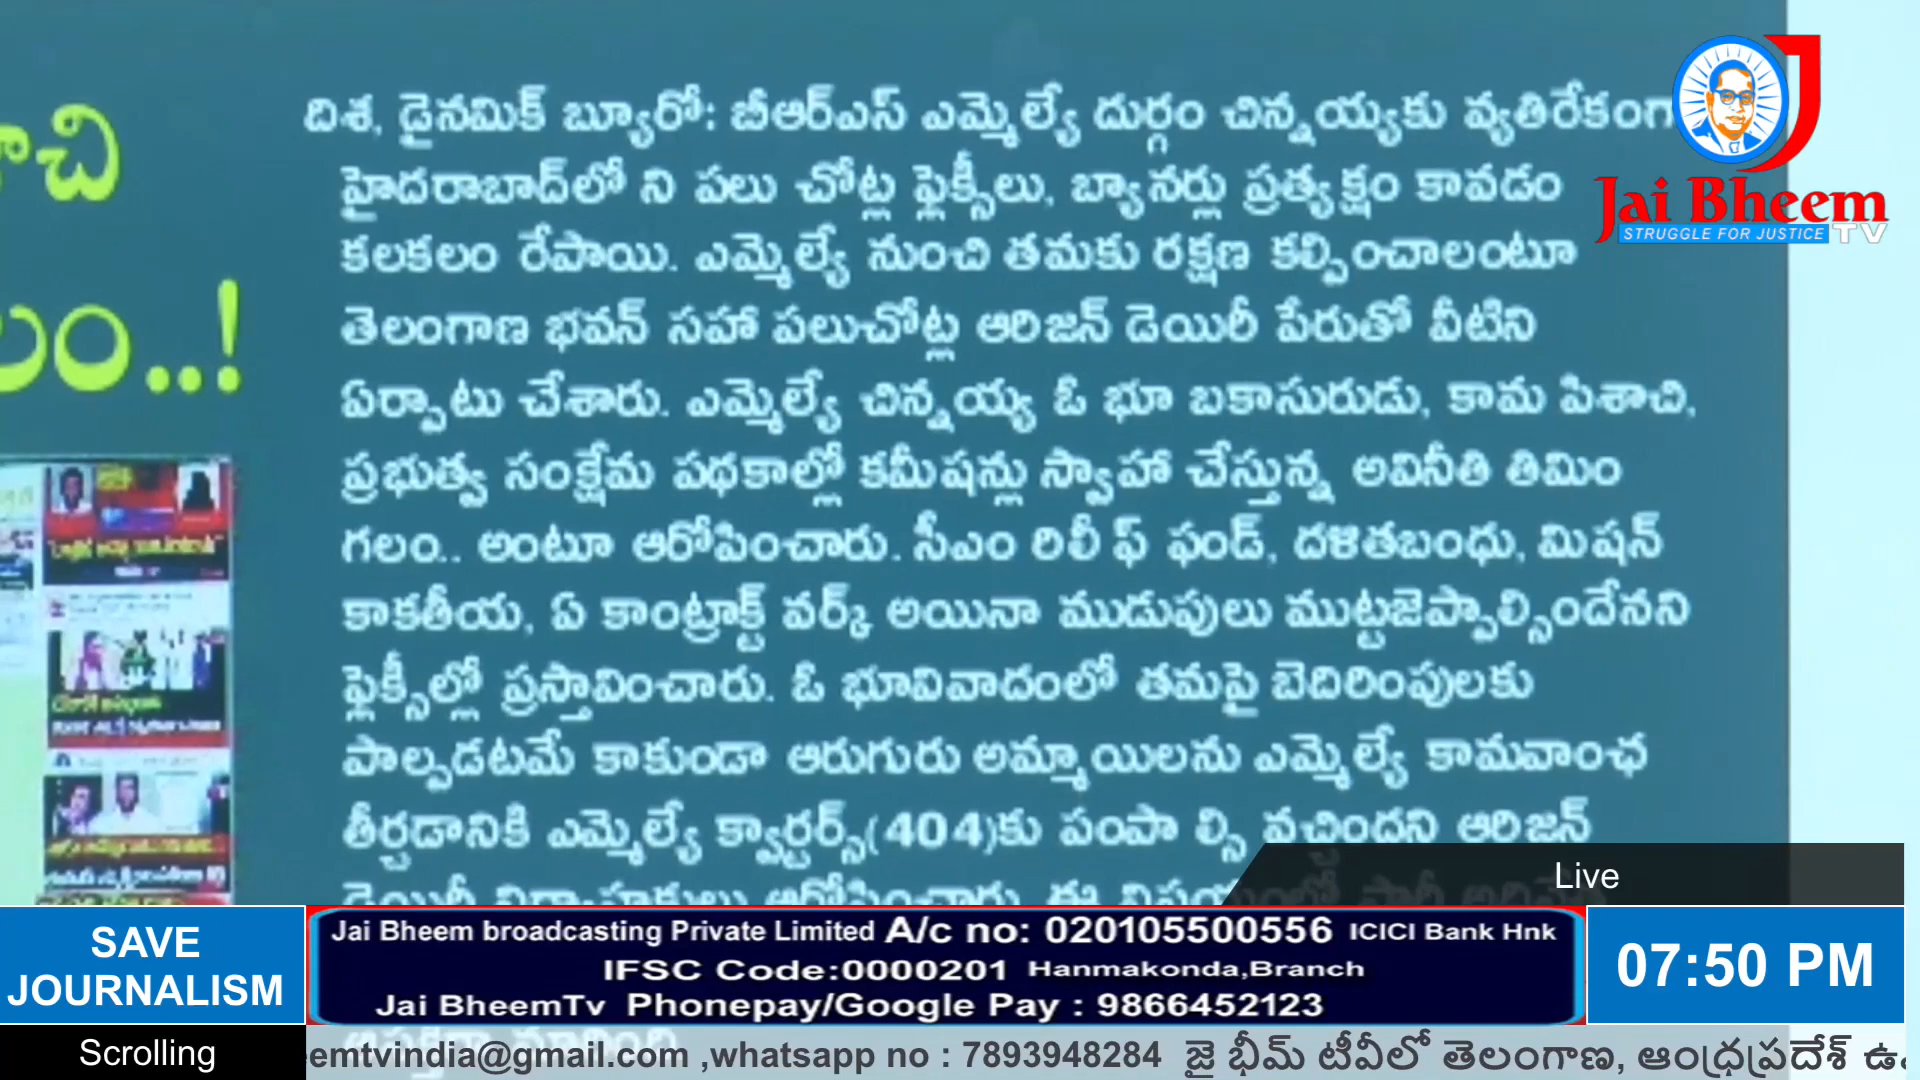 ాచి
లం..!
దిశ, డైనమిక్ బ్యూరో: బీఆర్ఎస్ ఎమ్మెల్యే దుర్గం చిన్నయ్యకు వ్యతిరేకంగా
హైదరాబాద్‌లో ని పలు చోట్ల ఫ్లెక్సీలు, బ్యానర్లు ప్రత్యక్షం కావడం
కలకలం రేపాయి. ఎమ్మెల్యే నుంచి తమకు రక్షణ కల్పించాలంటూ
తెలంగాణ భవన్ సహా పలుచోట్ల ఆరిజన్ డెయిరీ పేరుతో వీటిని
ఏర్పాటు చేశారు. ఎమ్మెల్యే చిన్నయ్య ఓ భూ బకాసురుడు, కామ పిశాచి,
ప్రభుత్వ సంక్షేమ పథకాల్లో కమీషన్లు స్వాహా చేస్తున్న అవినీతి తిమిం
గలం.. అంటూ ఆరోపించారు. సీఎం రిలీ ఫ్ ఫండ్, దళితబంధు, మిషన్
కాకతీయ, ఏ కాంట్రాక్ట్ వర్క్ అయినా ముడుపులు ముట్టజెప్పాల్సిందేనని
ఫ్లెక్సీల్లో ప్రస్తావించారు. ఓ భూవివాదంలో తమపై బెదిరింపులకు
పాల్పడటమే కాకుండా ఆరుగురు అమ్మాయిలను ఎమ్మెల్యే కామవాంఛ
తీర్చడానికి ఎమ్మెల్యే క్వార్టర్స్(404)కు పంపా ల్సి వచ్చిందని ఆరిజన్
Jai Bheem
STRUGGLE FOR JUSTICE TV
Live
SAVE
JOURNALISM
Jai Bheem broadcasting Private Limited A/c no: 020105500556 ICICI Bank Hnk
IFSC Code:0000201 Hanmakonda,Branch
Jai BheemTv Phonepay/Google Pay : 9866452123
07:50 PM
Scrolling
eemtvindia@gmail.com ,whatsapp no : 7893948284 జై భీమ్ టీవీలో తెలంగాణ, ఆంధ్రప్రదేశ్ ఉ